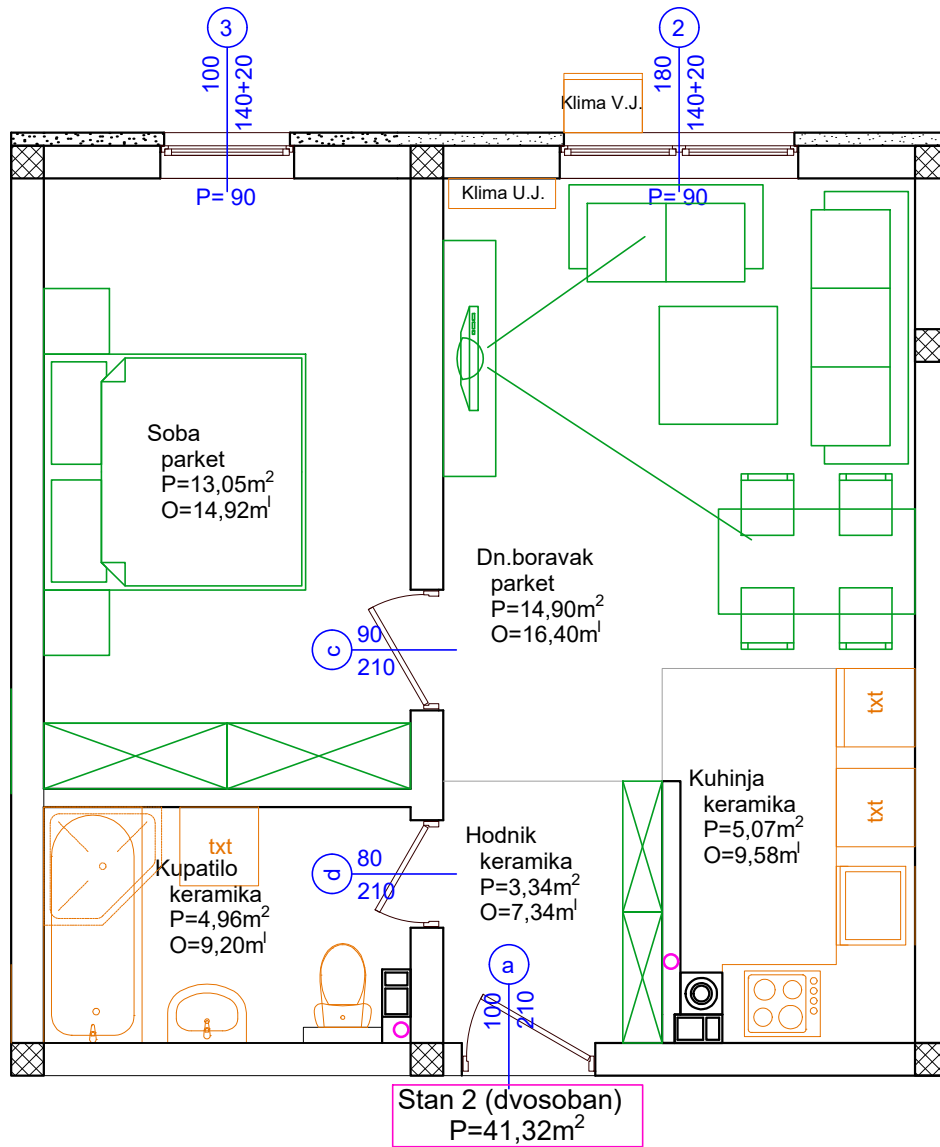 3
100
140+20
P= 90
2
180
140+20
P= 90
Klima V.J.
Klima U.J.
Soba
parket
P=13,05m²
O=14,92mˡ
Dn.boravak
parket
P=14,90m²
O=16,40mˡ
c
90
210
txt
txt
Kuhinja
keramika
P=5,07m²
O=9,58mˡ
Hodnik
keramika
P=3,34m²
O=7,34mˡ
d
80
210
txt
Kupatilo
keramika
P=4,96m²
O=9,20mˡ
a
100
210
Stan 2 (dvosoban)
P=41,32m²